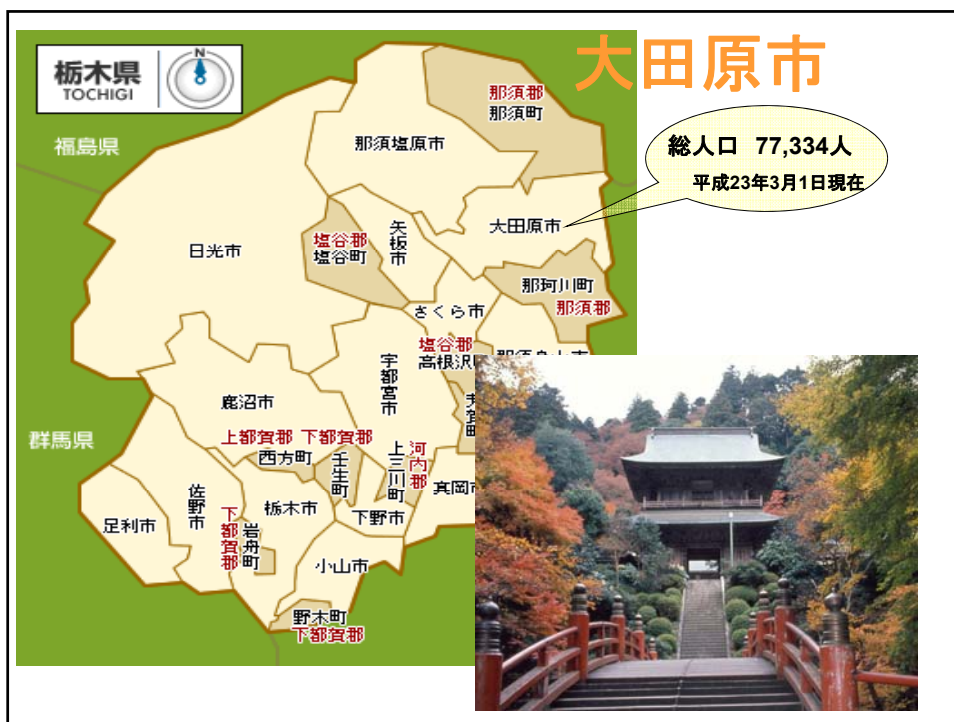 大田原市
栃木県
TOCHIGI
N
総人口 77,334人
平成23年3月1日現在
福島県
群馬県
那須郡
那須町
那須塩原市
大田原市
日光市
塩谷郡
塩谷町
矢板市
那珂川町
那須郡
さくら市
塩谷郡
高根沢
宇都宮市
鹿沼市
上都賀郡
西方町
下都賀郡
壬生町
上三川町
河内郡
真岡市
佐野市
足利市
栃木市
下都賀郡
岩舟町
下野市
小山市
野木町
下都賀郡